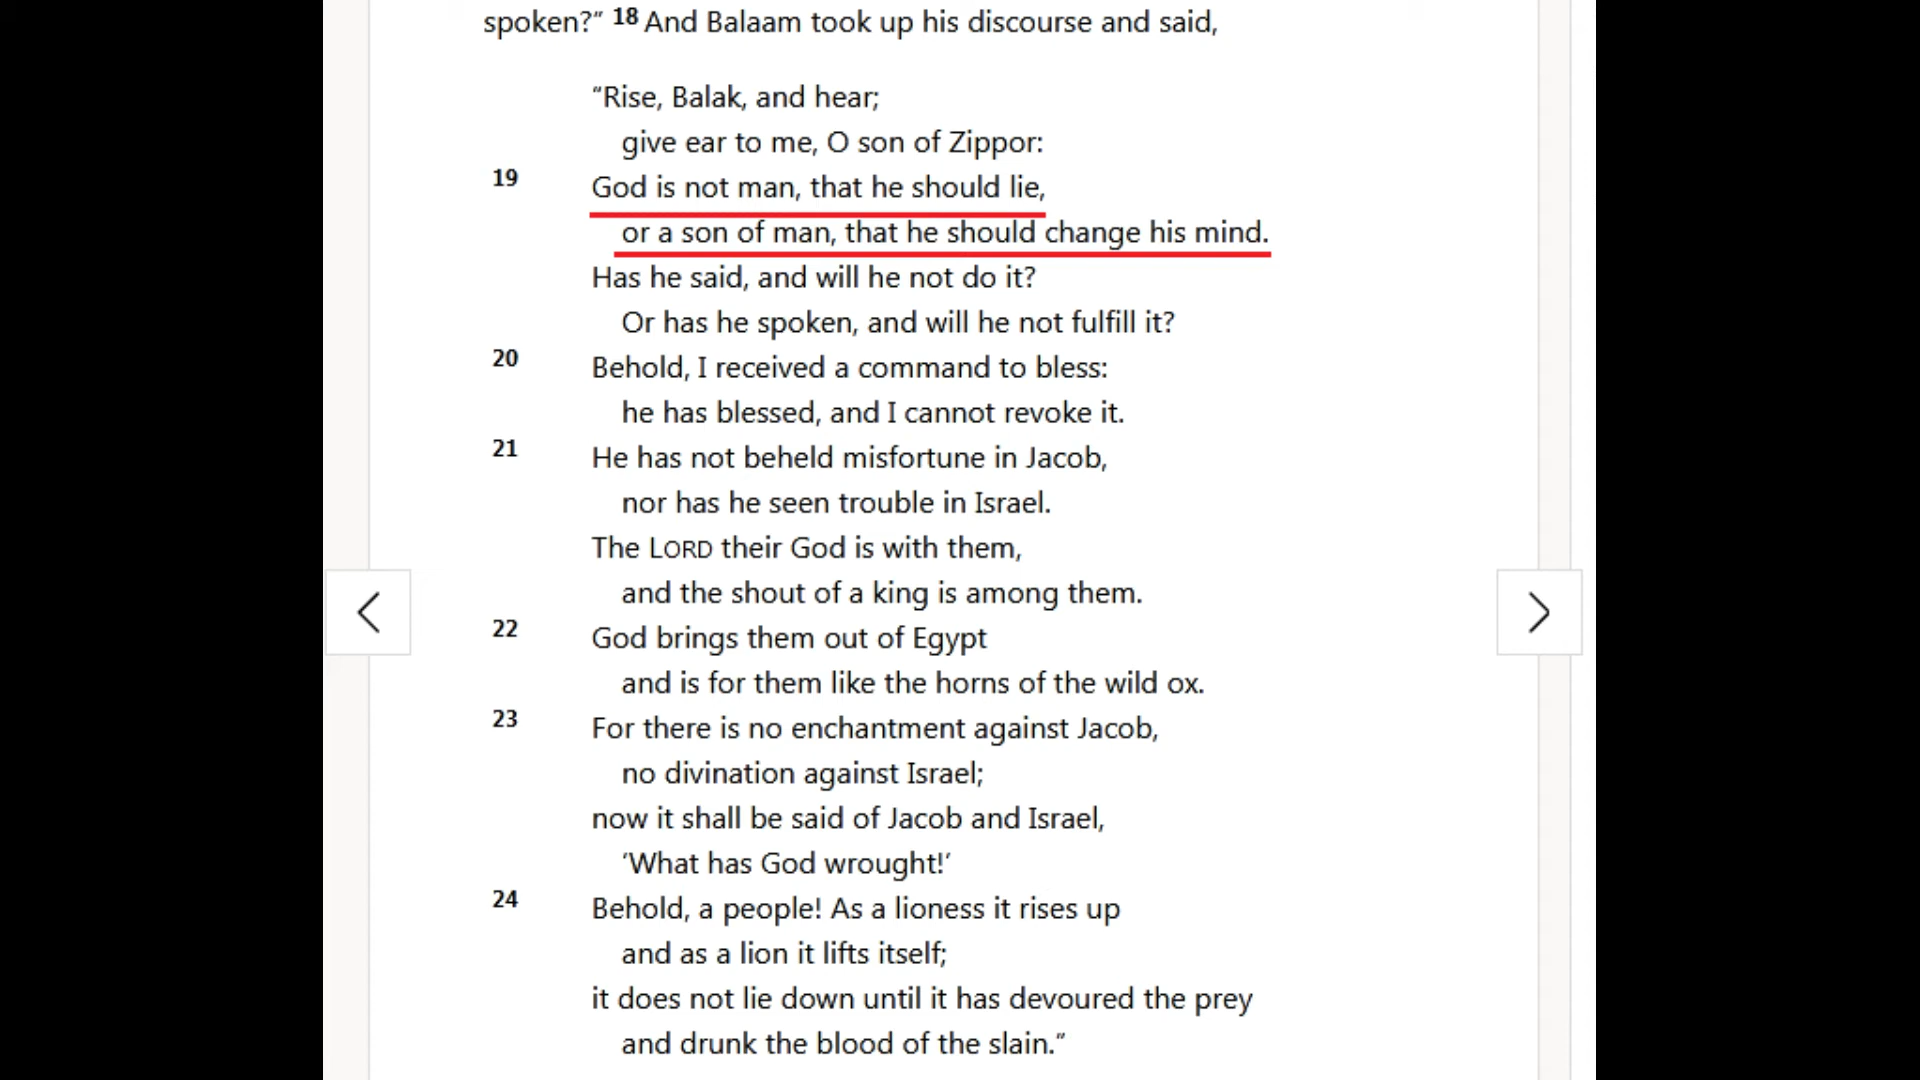 spoken?” 18 And Balaam took up his discourse and said,
“Rise, Balak, and hear;
give ear to me, O son of Zippor:
19 God is not man, that he should lie,
or a son of man, that he should change his mind.
Has he said, and will he not do it?
Or has he spoken, and will he not fulfill it?
20 Behold, I received a command to bless:
he has blessed, and I cannot revoke it.
21 He has not beheld misfortune in Jacob,
nor has he seen trouble in Israel.
The LORD their God is with them,
and the shout of a king is among them.
22 God brings them out of Egypt
and is for them like the horns of the wild ox.
23 For there is no enchantment against Jacob,
no divination against Israel;
now it shall be said of Jacob and Israel,
‘What has God wrought!’
24 Behold, a people! As a lioness it rises up
and as a lion it lifts itself;
it does not lie down until it has devoured the prey
and drunk the blood of the slain.”